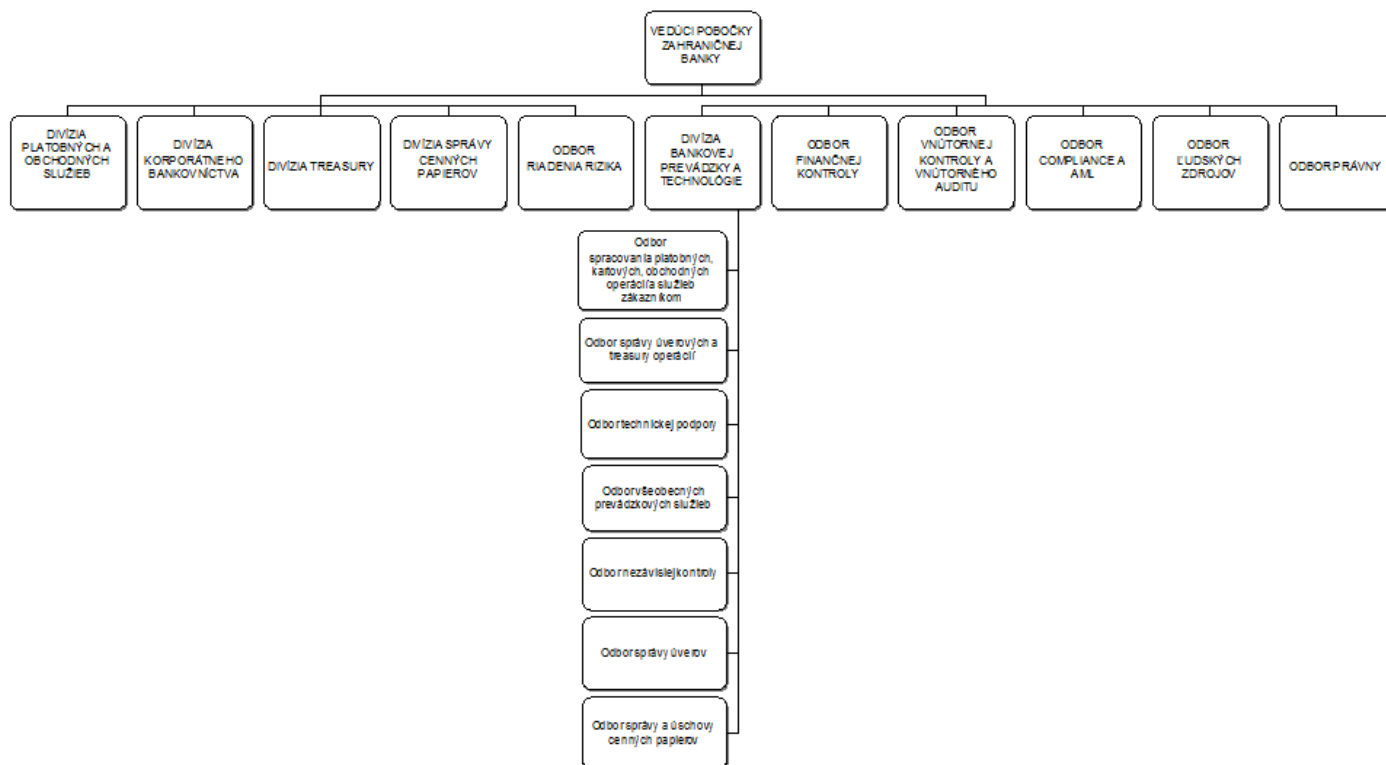 VEDÚCI POBOČKY
ZAHRANIČNEJ
BANKY
DIVÍZIA
PLATOBNÝCH A
OBCHODNÝCH
SLUŽIEB
DIVÍZIA
KORPORÁTNEHO
BANKOVNÍCTVA
DIVÍZIA TREASURY
DIVÍZIA SPRÁVY
CENNÝCH
PAPIEROV
ODBOR
RIADENIA RIZIKA
DIVÍZIA
BANKOVEJ
PREVÁDZKY A
TECHNOLÓGIE
ODBOR
FINANČNEJ
KONTROLY
ODBOR
VNÚTORNEJ
KONTROLY A
VNÚTORNÉHO
AUDITU
ODBOR
COMPLIANCE A
AML
ODBOR
ĽUDSKÝCH
ZDROJOV
ODBOR PRÁVNY
Odbor
spracovania platobných,
kartových, obchodných
operácií a služieb
zákazníkom
Odbor správy úverových a
treasury operácií
Odbor technickej podpory
Odbor všeobecných
prevádzkových služieb
Odbor nezávislej kontroly
Odbor správy úverov
Odbor správy a úschovy
cenných papierov